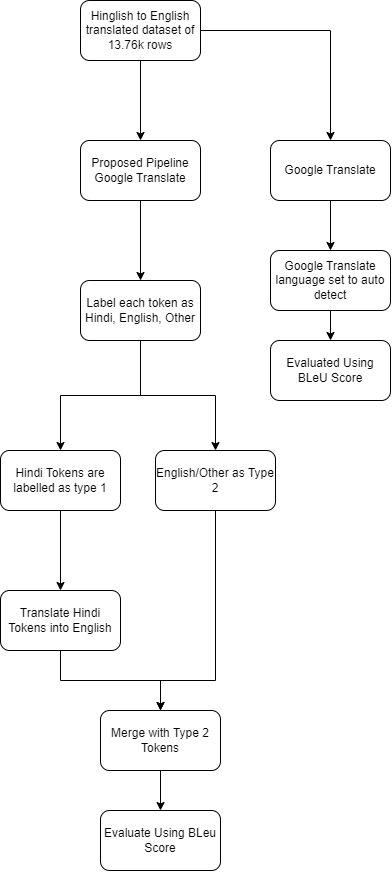 Hinglish to English
translated dataset of
13.76k rows
Proposed Pipeline
Google Translate
Google Translate
Label each token as
Hindi, English, Other
Google Translate
language set to auto
detect
Evaluated Using
BLeU Score
Hindi Tokens are
labelled as type 1
English/Other as Type
2
Translate Hindi
Tokens into English
Merge with Type 2
Tokens
Evaluate Using BLeu
Score